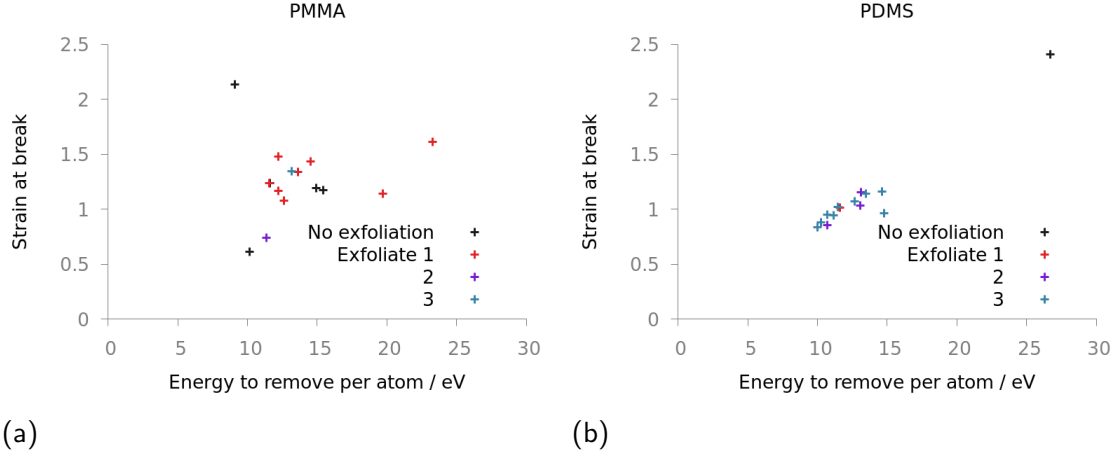 PMMA
2.5
2
1.5
1
0.5
0
Strain at break
No exfoliation
Exfoliate 1
2
3
0 5 10 15 20 25 30
Energy to remove per atom / eV
(a)
PDMS
2.5
2
1.5
1
0.5
0
Strain at break
No exfoliation
Exfoliate 1
2
3
0 5 10 15 20 25 30
Energy to remove per atom / eV
(b)